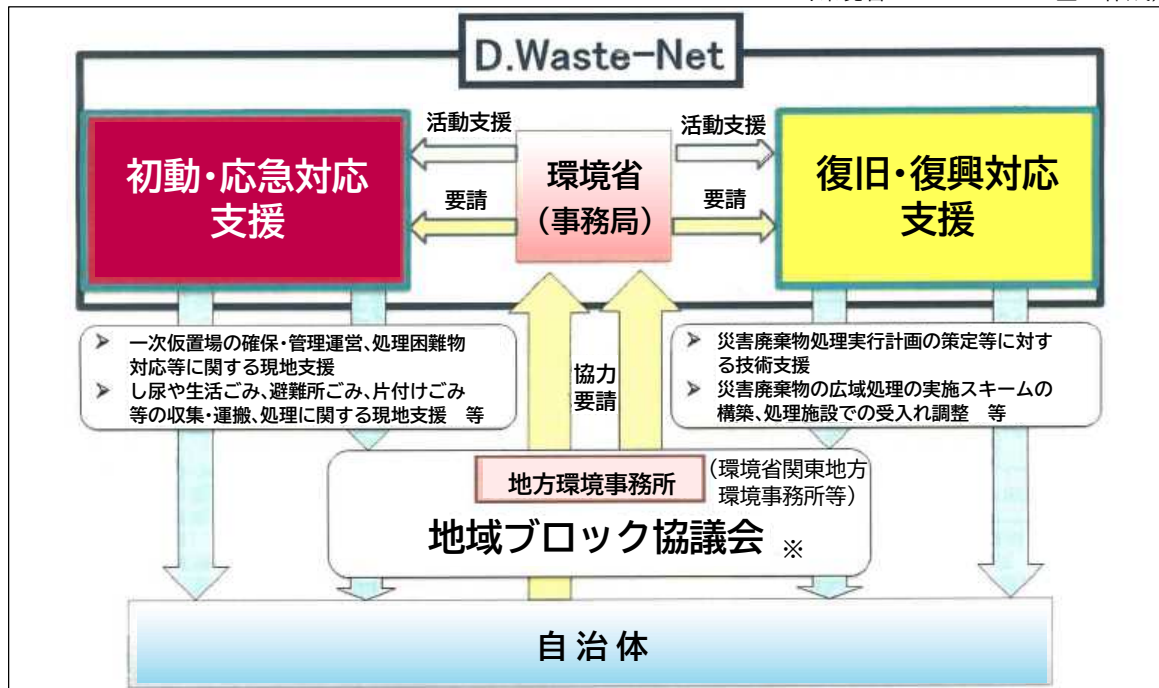 D.Waste-Net
初動・応急対応
支援
活動支援
要請
環境省
（事務局）
活動支援
要請
復旧・復興対応
支援
➢ 一次仮置場の確保・管理運営、処理困難物
対応等に関する現地支援
➢ し尿や生活ごみ、避難所ごみ、片付けごみ
等の収集・運搬、処理に関する現地支援　等
協力
要請
➢ 災害廃棄物処理実行計画の策定等に対す
る技術支援
➢ 災害廃棄物の広域処理の実施スキームの
構築、処理施設での受入れ調整　等
地方環境事務所
（環境省関東地方
環境事務所等）
地域ブロック協議会 ※
自治体